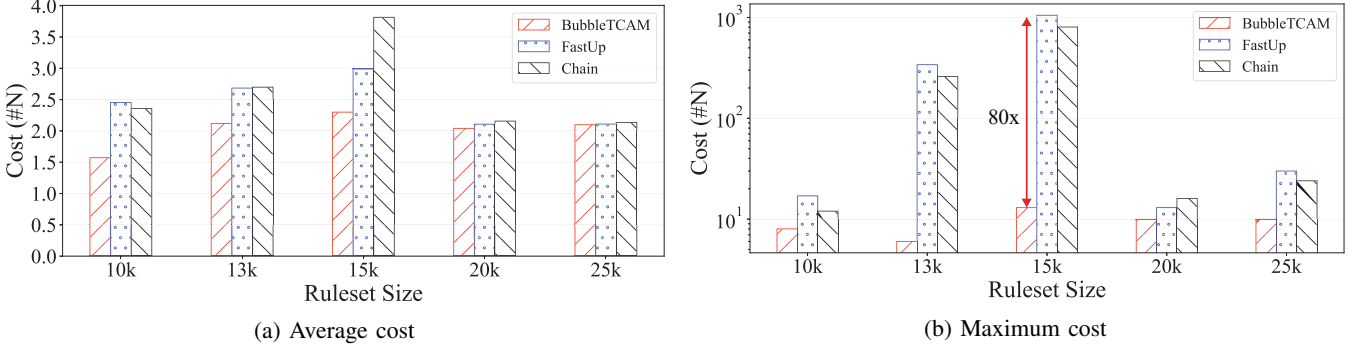 4.0
3.5
3.0
2.5
2.0
1.5
1.0
0.5
0.0
Cost (#N)
BubbleTCAM
FastUp
Chain
10k 13k 15k 20k 25k
Ruleset Size
(a) Average cost
10³
10²
10¹
Cost (#N)
80x
BubbleTCAM
FastUp
Chain
10k 13k 15k 20k 25k
Ruleset Size
(b) Maximum cost